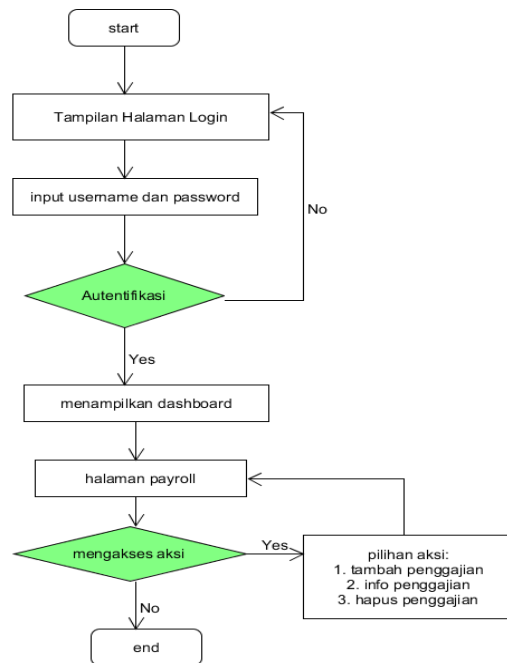 start
Tampilan Halaman Login
input username dan password
No
Autentifikasi
Yes
menampilkan dashboard
halaman payroll
mengakses aksi
Yes
pilihan aksi:
1. tambah penggajian
2. info penggajian
3. hapus penggajian
No
end